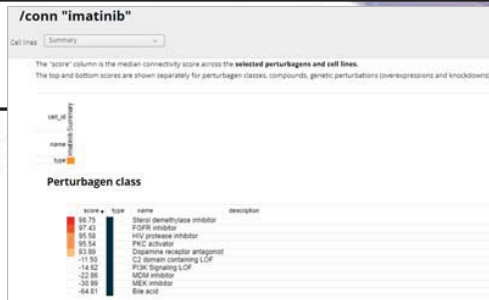 /conn "imatinib"
Cell lines Summary
The "score" column is the median connectivity score across the selected perturbagens and cell lines.
The top and bottom scores are shown separately for perturbagen classes, compounds, genetic perturbations (overexpressions and knockdowns)
cell_id Summary
name imatinib
type
Perturbagen class
score type name description
98.75 Sterol demethylase inhibitor
97.43 FGFR inhibitor
95.58 HIV protease inhibitor
95.54 PKC activator
93.89 Dopamine receptor antagonist
-11.50 C2 domain containing LOF
-14.62 PI3K Signaling LOF
-22.86 MDM inhibitor
-30.99 MEK inhibitor
-64.81 Bile acid